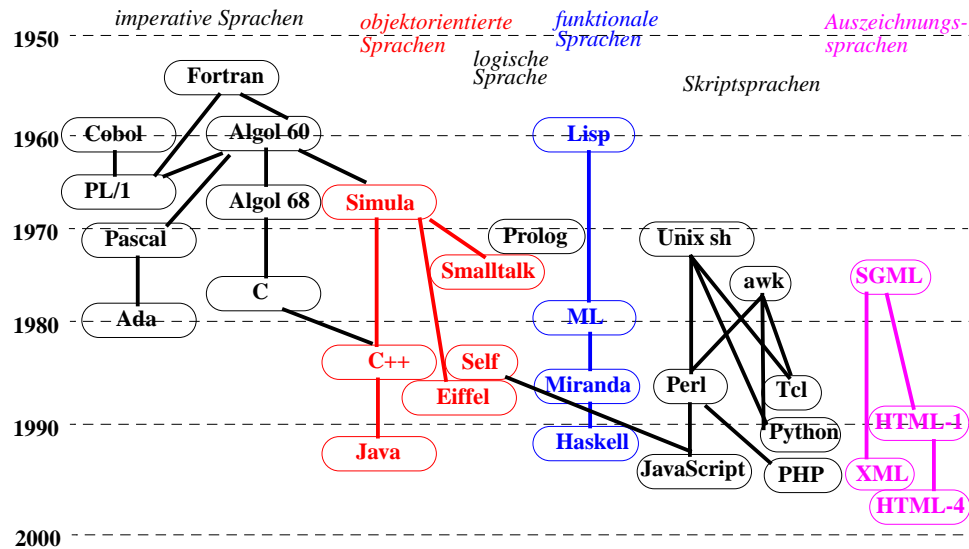 imperative Sprachen
objektorientierte
Sprachen
funktionale
Sprachen
Auszeichnungs-
sprachen
1950
logische
Sprache
Skriptsprachen
Fortran
Cobol
Algol 60
Lisp
1960
PL/1
Algol 68
Simula
1970
Pascal
Prolog
Unix sh
Smalltalk
awk
SGML
C
Ada
ML
1980
C++
Self
Eiffel
Miranda
Perl
Tcl
1990
Java
Haskell
Python
HTML-1
JavaScript
PHP
XML
HTML-4
2000